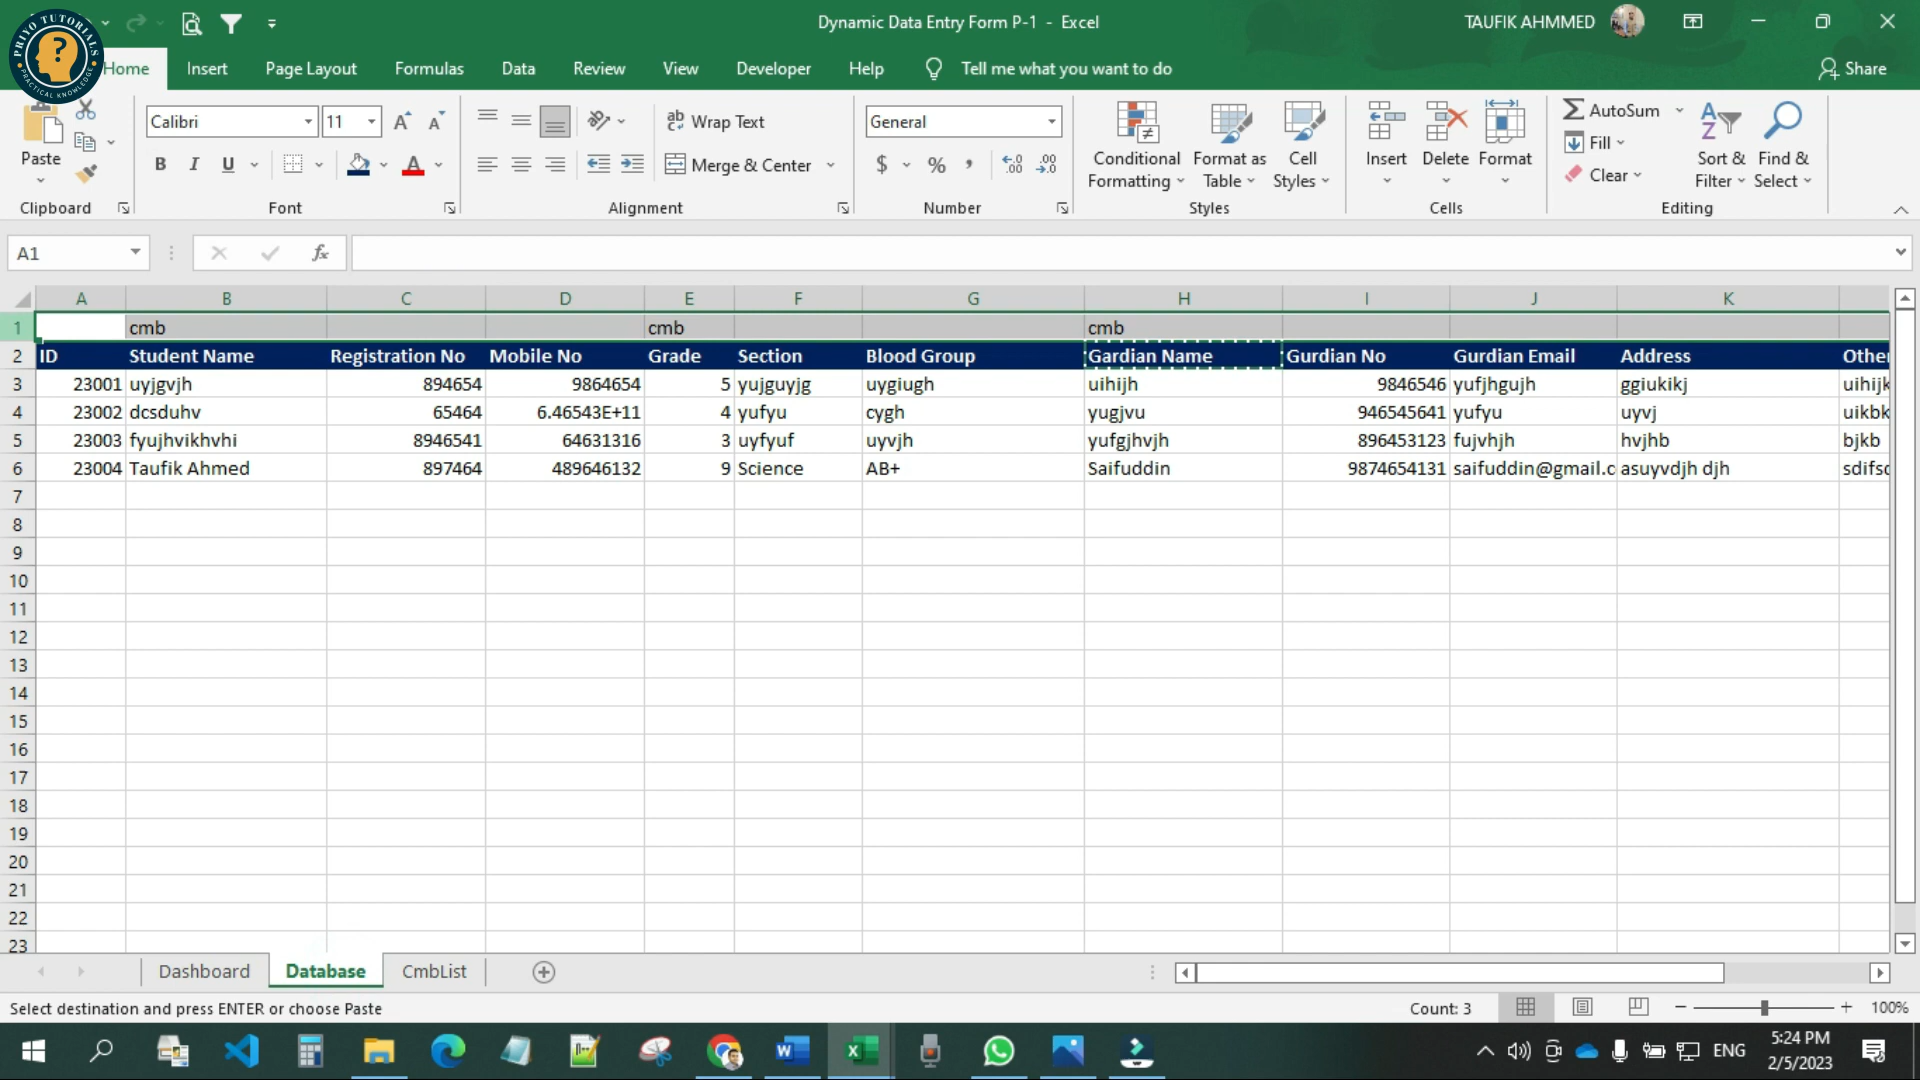 Dynamic Data Entry Form P-1 - Excel
TAUFIK AHMMED
PRIYO TUTORIALS
PRACTICAL KNOWLEDGE
?
Home Insert Page Layout Formulas Data Review View Developer Help Tell me what you want to do Share
Paste
Clipboard
Calibri 11
B I U
Font
Wrap Text
Merge & Center
Alignment
General
$ % ,
Number
Conditional Formatting
Format as Table
Cell Styles
Styles
Insert Delete Format
Cells
AutoSum
Fill
Clear
Sort & Filter
Find & Select
Editing
A1 fx
A B C D E F G H I J K
1 cmb cmb cmb
2 ID Student Name Registration No Mobile No Grade Section Blood Group Gardian Name Gurdian No Gurdian Email Address Other
3 23001 uyjgvjh 894654 9864654 5 yujguyjg uygiugh uihijh 9846546 yufjhgujh ggiukikj uihijk
4 23002 dcsduhv 65464 6.46543E+11 4 yufyu cygh yugjvu 946545641 yufyu uyvj uikbk
5 23003 fyujhvikhvhi 8946541 64631316 3 uyfyuf uyvjh yufgjhvjh 896453123 fujvhjh hvjhb bjkb
6 23004 Taufik Ahmed 897464 489646132 9 Science AB+ Saifuddin 9874654131 saifuddin@gmail.c asuyvdjh djh sdifsd
7
8
9
10
11
12
13
14
15
16
17
18
19
20
21
22
23
Dashboard Database CmbList
Select destination and press ENTER or choose Paste Count: 3 100%
ENG
5:24 PM
2/5/2023